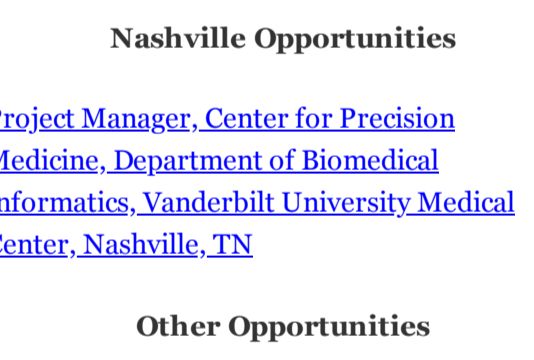 Nashville Opportunities
Project Manager, Center for Precision
Medicine, Department of Biomedical
Informatics, Vanderbilt University Medical
Center, Nashville, TN
Other Opportunities